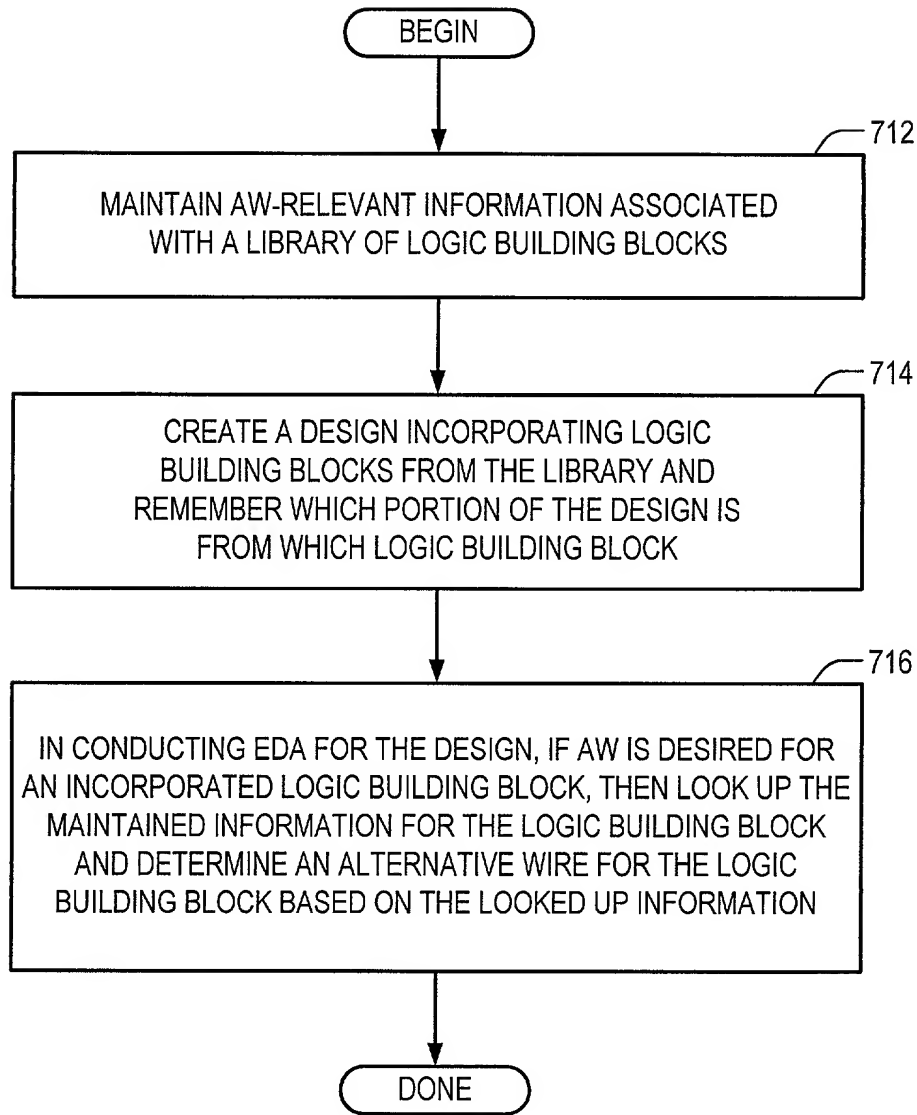 BEGIN
712
MAINTAIN AW-RELEVANT INFORMATION ASSOCIATED
WITH A LIBRARY OF LOGIC BUILDING BLOCKS
714
CREATE A DESIGN INCORPORATING LOGIC
BUILDING BLOCKS FROM THE LIBRARY AND
REMEMBER WHICH PORTION OF THE DESIGN IS
FROM WHICH LOGIC BUILDING BLOCK
716
IN CONDUCTING EDA FOR THE DESIGN, IF AW IS DESIRED FOR
AN INCORPORATED LOGIC BUILDING BLOCK, THEN LOOK UP THE
MAINTAINED INFORMATION FOR THE LOGIC BUILDING BLOCK
AND DETERMINE AN ALTERNATIVE WIRE FOR THE LOGIC
BUILDING BLOCK BASED ON THE LOOKED UP INFORMATION
DONE